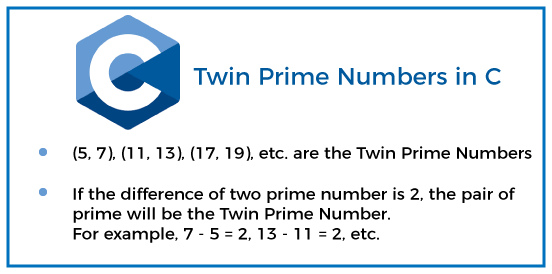 C
Twin Prime Numbers in C
(5, 7), (11, 13), (17, 19), etc. are the Twin Prime Numbers
If the difference of two prime number is 2, the pair of
prime will be the Twin Prime Number.
For example, 7 - 5 = 2, 13 - 11 = 2, etc.